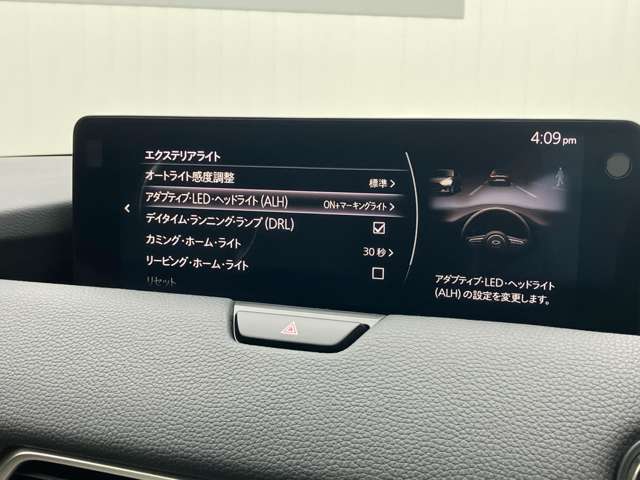 4:09 pm
エクステリアライト
オートライト感度調整 標準
アダプティブ・LED・ヘッドライト(ALH) ON+マーキングライト
デイタイム・ランニング・ランプ(DRL)
カミング・ホーム・ライト 30 秒
リービング・ホーム・ライト
リセット
アダプティブ・LED・ヘッドライト
(ALH) の設定を変更します。